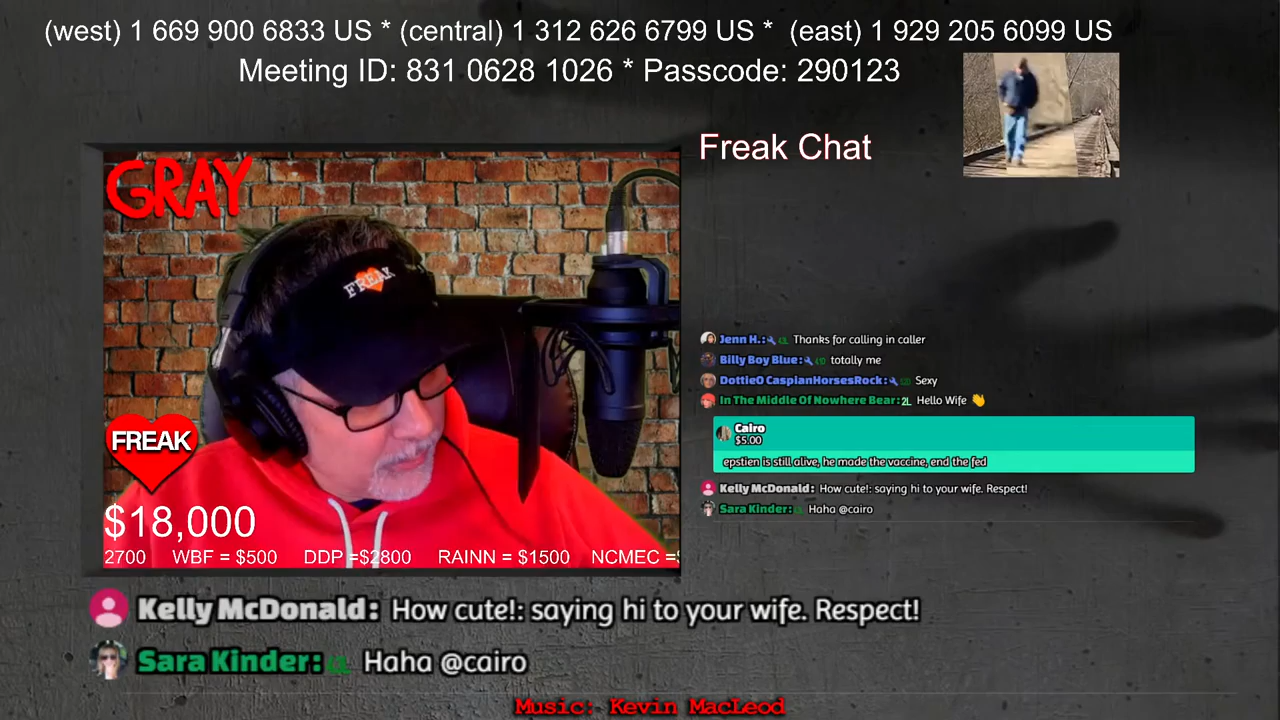 (west) 1 669 900 6833 US * (central) 1 312 626 6799 US * (east) 1 929 205 6099 US
Meeting ID: 831 0628 1026 * Passcode: 290123
Freak Chat
GRAY
FREAK
Jenn H.: Thanks for calling in caller
Billy Boy Blue: totally me
DottieO CaspianHorsesRock: Sexy
In The Middle Of Nowhere Bear: Hello Wife 👋
Cairo
$5.00
epstien is still alive, he made the vaccine, end the fed
Kelly McDonald: How cute!: saying hi to your wife. Respect!
Sara Kinder: Haha @cairo
FREAK
$18,000
2700 WBF = $500 DDP =$2800 RAINN = $1500 NCMEC =
Kelly McDonald: How cute!: saying hi to your wife. Respect!
Sara Kinder: Haha @cairo
Music: Kevin MacLeod